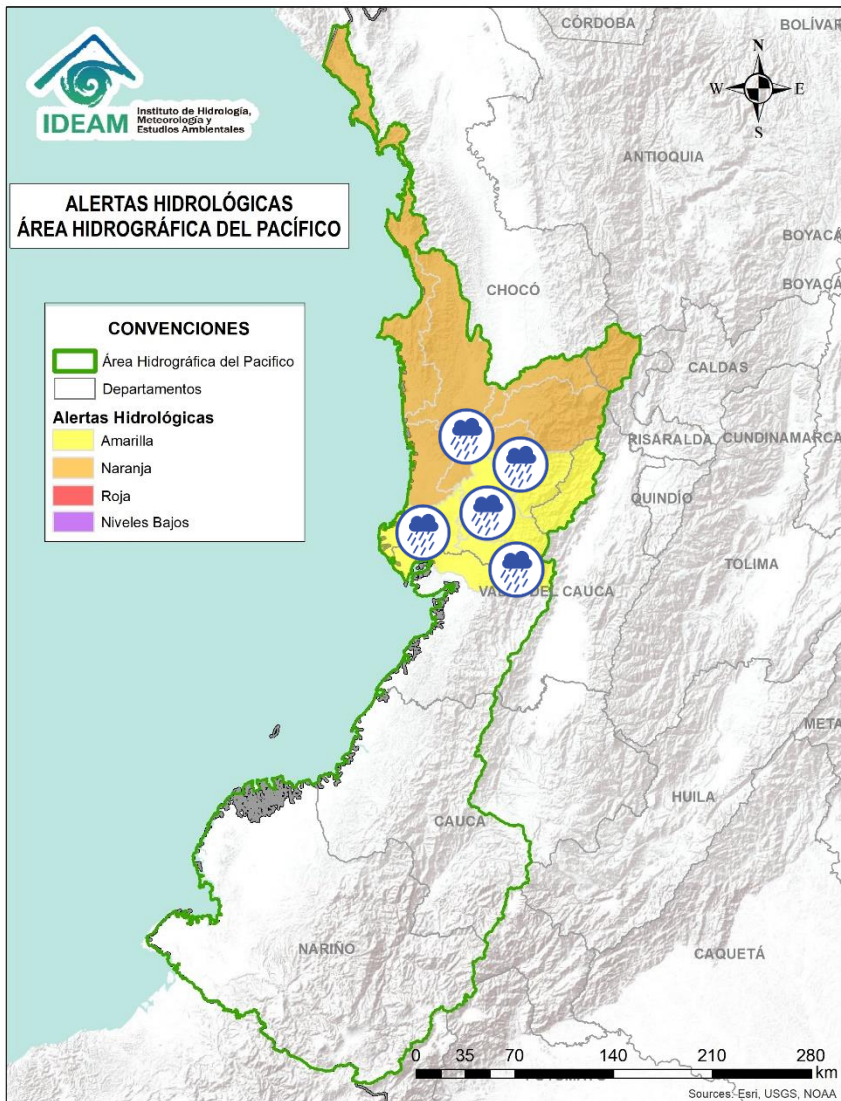 IDEAM
Instituto de Hidrología,
Meteorología y
Estudios Ambientales
ALERTAS HIDROLÓGICAS
ÁREA HIDROGRÁFICA DEL PACÍFICO
CONVENCIONES
Área Hidrográfica del Pacifico
Departamentos
Alertas Hidrológicas
Amarilla
Naranja
Roja
Niveles Bajos
N
W
E
S
CÓRDOBA
BOLÍVAR
ANTIOQUIA
BOYACÁ
BOYACÁ
CHOCÓ
CALDAS
RISARALDA
CUNDINAMARCA
QUINDÍO
TOLIMA
DEL CAUCA
META
HUILA
CAUCA
NARIÑO
CAQUETÁ
0 35 70 140 210 280
km
Sources: Esri, USGS, NOAA